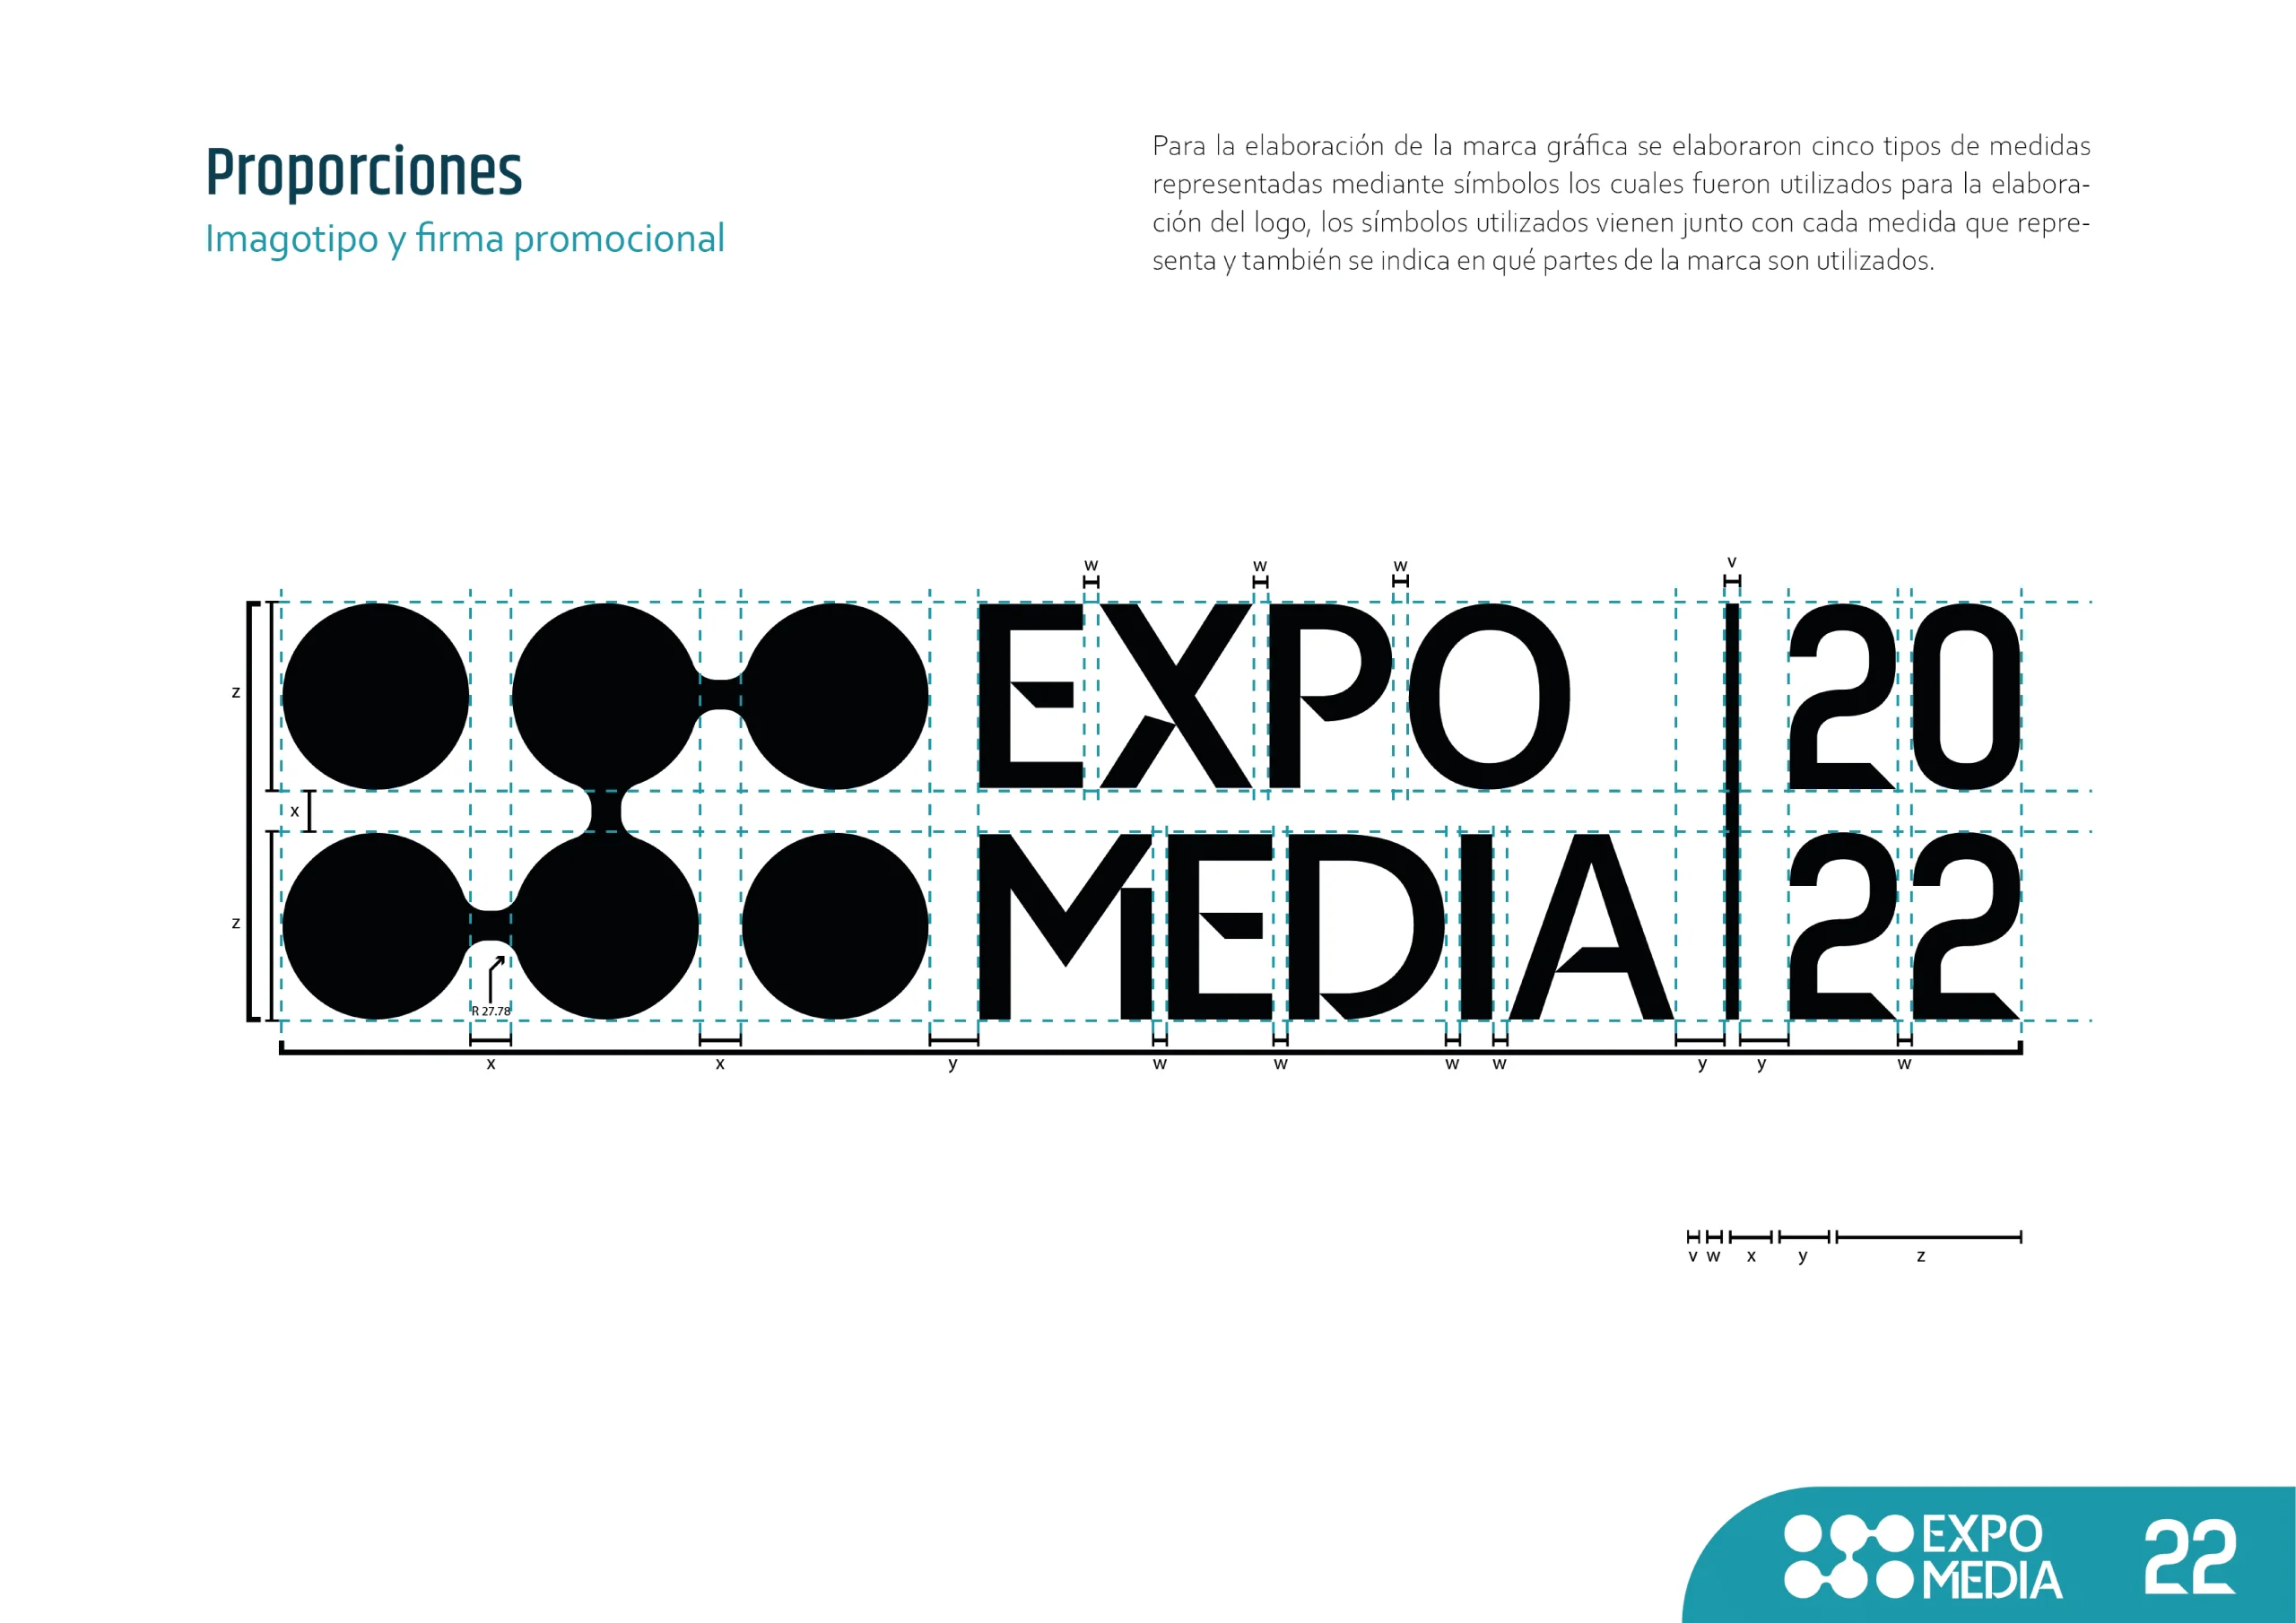 Proporciones
Imagotipo y firma promocional
Para la elaboración de la marca gráfica se elaboraron cinco tipos de medidas
representadas mediante símbolos los cuales fueron utilizados para la elabora-
ción del logo, los símbolos utilizados vienen junto con cada medida que repre-
senta y también se indica en qué partes de la marca son utilizados.
w w w v
z
EXPO 20
x
z
MEDIA 22
R 27.78
x x y w w w w y y w
v w x y z
EXPO
MEDIA
22